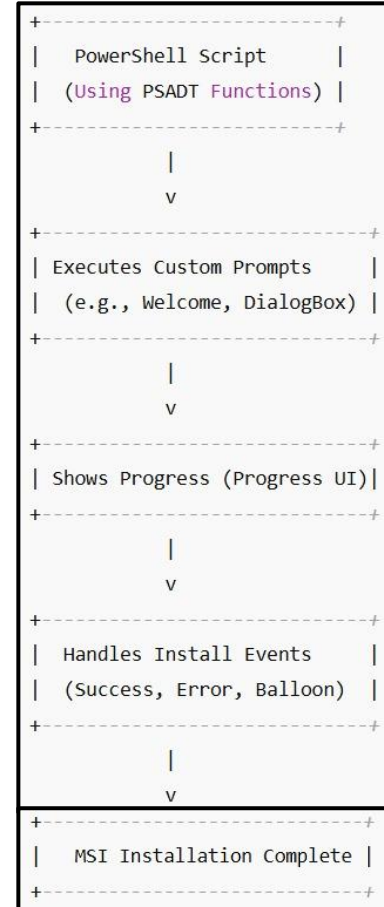 +---------------------------+
|    PowerShell Script       |
|   (Using PSADT Functions) |
+---------------------------+
|
v
+------------------------------+
| Executes Custom Prompts      |
|  (e.g., Welcome, DialogBox) |
+------------------------------+
|
v
+------------------------------+
| Shows Progress (Progress UI)|
+------------------------------+
|
v
+------------------------------+
|  Handles Install Events      |
|  (Success, Error, Balloon)   |
+------------------------------+
|
v
+------------------------------+
|   MSI Installation Complete |
+------------------------------+